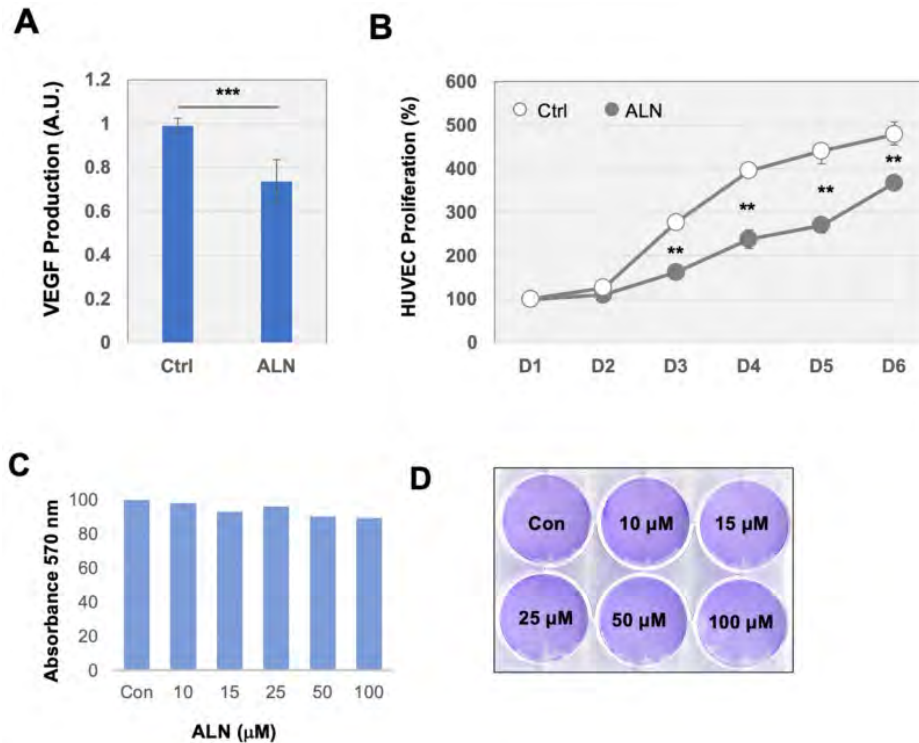 A
VEGF Production (A.U.)
1.2
1
0.8
0.6
0.4
0.2
0
***
Ctrl ALN
B
HUVEC Proliferation (%)
600
500
400
300
200
100
0
Ctrl ALN
** ** ** **
D1 D2 D3 D4 D5 D6
C
Absorbance 570 nm
100
80
60
40
20
0
Con 10 15 25 50 100
ALN (μM)
D
Con 10 μM 15 μM
25 μM 50 μM 100 μM